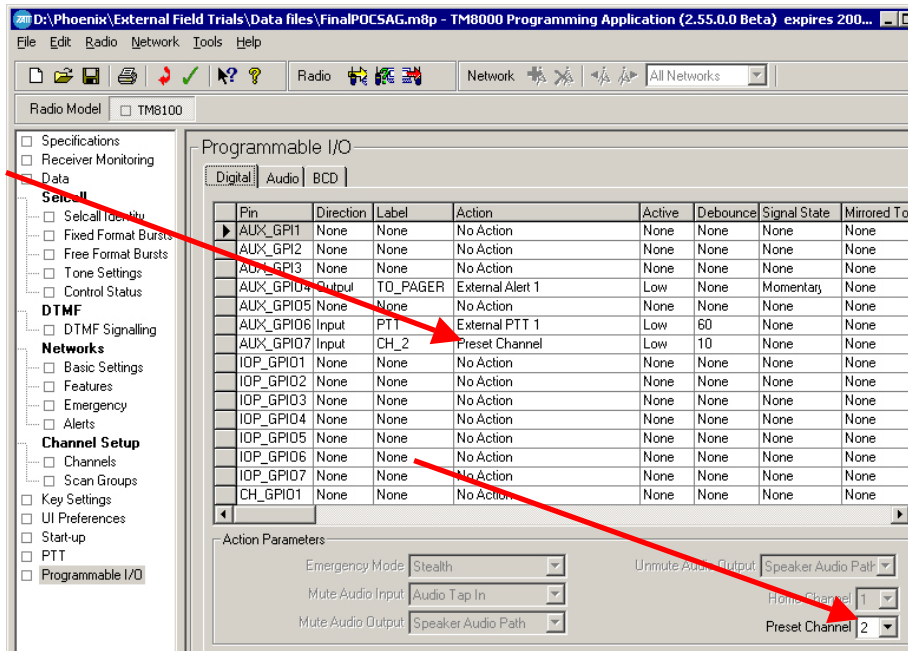 D:\Phoenix\External Field Trials\Data files\FinalPOCSAG.m8p - TM8000 Programming Application (2.55.0.0 Beta) expires 200...
File Edit Radio Network Tools Help
Radio Network All Networks
Radio Model TM8100
Specifications
Receiver Monitoring
Data
Selcall
Selcall Identity
Fixed Format Bursts
Free Format Bursts
Tone Settings
Control Status
DTMF
DTMF Signalling
Networks
Basic Settings
Features
Emergency
Alerts
Channel Setup
Channels
Scan Groups
Key Settings
UI Preferences
Start-up
PTT
Programmable I/O
Programmable I/O
Digital Audio BCD
Pin Direction Label Action Active Debounce Signal State Mirrored To
AUX_GPI1 None None No Action None None None None
AUX_GPI2 None None No Action None None None None
AUX_GPI3 None None No Action None None None None
AUX_GPIO4 Output TO_PAGER External Alert 1 Low None Momentary None
AUX_GPIO5 None None No Action None None None None
AUX_GPIO6 Input PTT External PTT 1 Low 60 None None
AUX_GPIO7 Input CH_2 Preset Channel Low 10 None None
IOP_GPIO1 None None No Action None None None None
IOP_GPIO2 None None No Action None None None None
IOP_GPIO3 None None No Action None None None None
IOP_GPIO4 None None No Action None None None None
IOP_GPIO5 None None No Action None None None None
IOP_GPIO6 None None No Action None None None None
IOP_GPIO7 None None No Action None None None None
CH_GPIO1 None None No Action None None None None
Action Parameters
Emergency Mode Stealth Unmute Audio Output Speaker Audio Path
Mute Audio Input Audio Tap In Home Channel 1
Mute Audio Output Speaker Audio Path Preset Channel 2